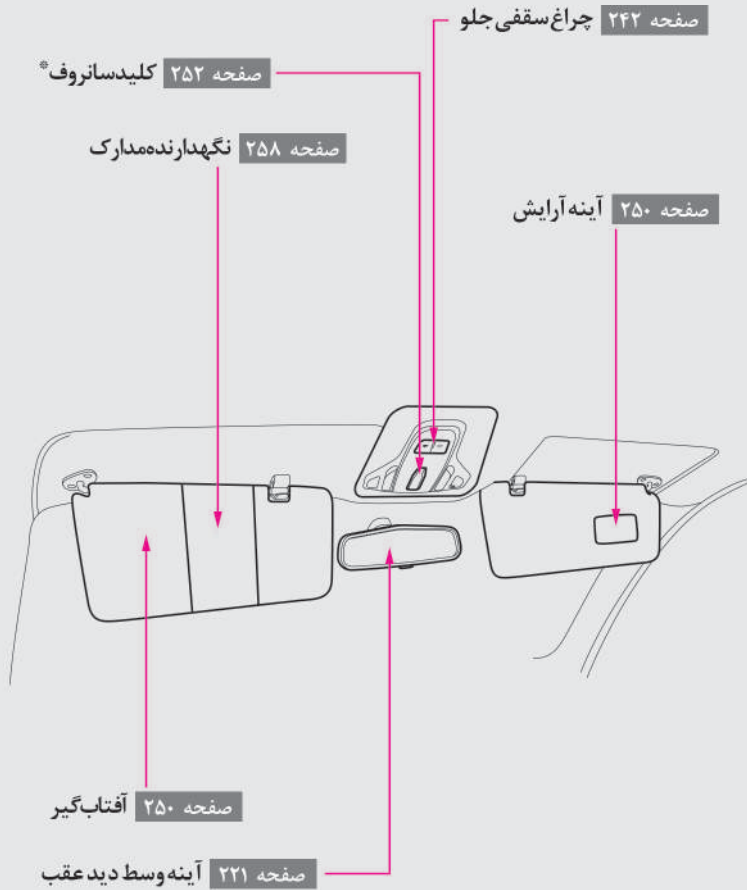 صفحه ۲۴۲ چراغ سقفی جلو
صفحه ۲۵۲ کلید سانروف*
صفحه ۲۵۸ نگهدارنده مدارک
صفحه ۲۵۰ آینه آرایش
صفحه ۲۵۰ آفتاب‌گیر
صفحه ۲۲۱ آینه وسط دید عقب